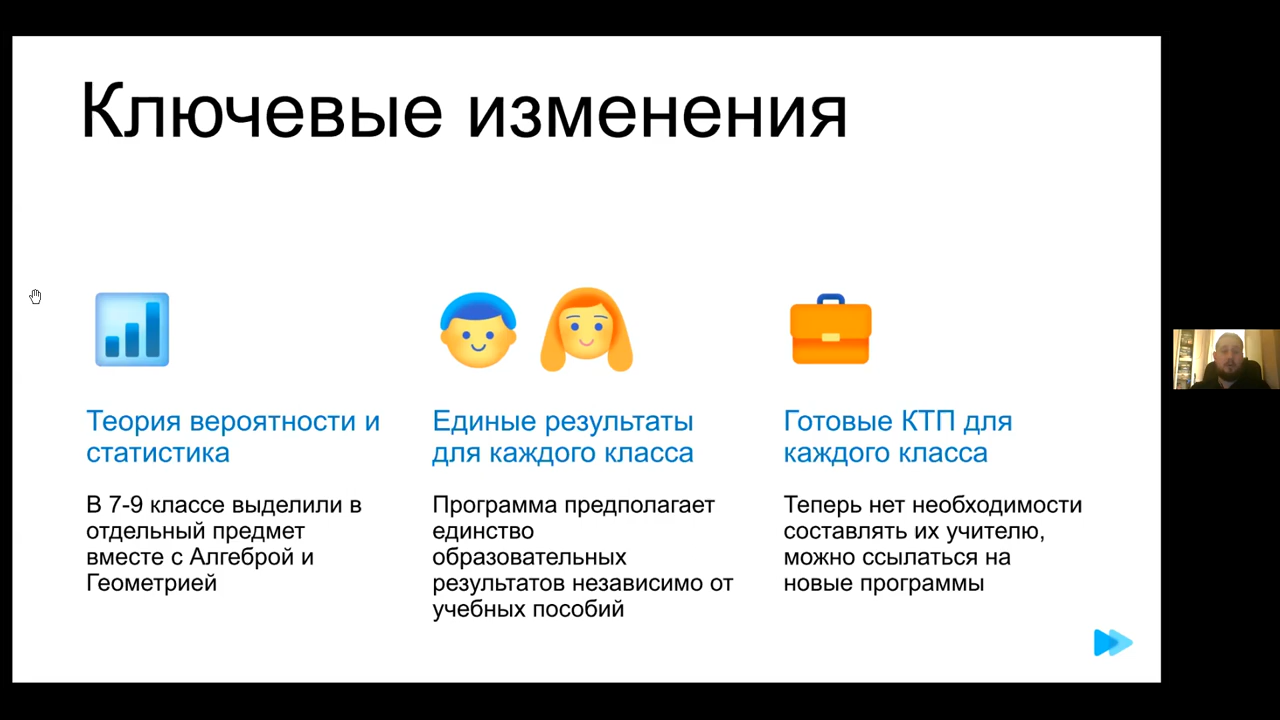 Ключевые изменения
Теория вероятности и
статистика
В 7-9 классе выделили в
отдельный предмет
вместе с Алгеброй и
Геометрией
Единые результаты
для каждого класса
Программа предполагает
единство
образовательных
результатов независимо от
учебных пособий
Готовые КТП для
каждого класса
Теперь нет необходимости
составлять их учителю,
можно ссылаться на
новые программы